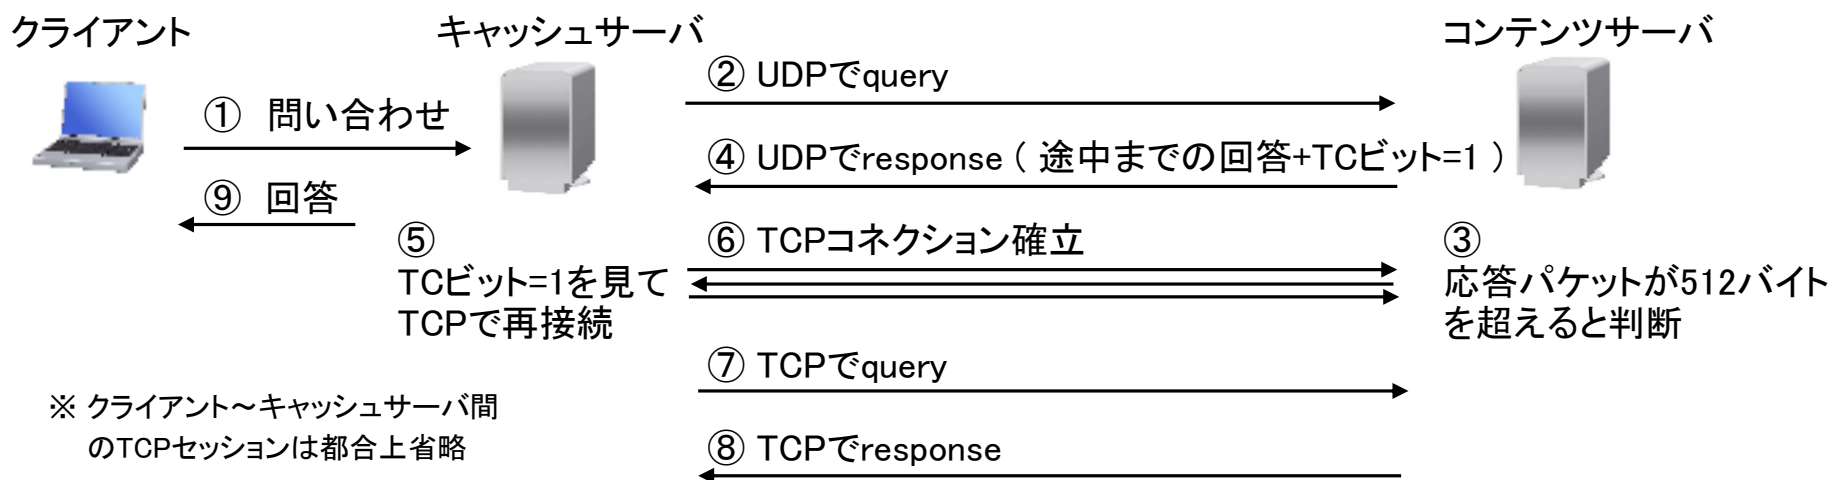 クライアント
キャッシュサーバ
コンテンツサーバ
① 問い合わせ
② UDPでquery
④ UDPでresponse（途中までの回答+TCビット=1）
⑨ 回答
⑤
TCビット=1を見て
TCPで再接続
⑥ TCPコネクション確立
③
応答パケットが512バイト
を超えると判断
⑦ TCPでquery
⑧ TCPでresponse
※ クライアント～キャッシュサーバ間
のTCPセッションは都合上省略